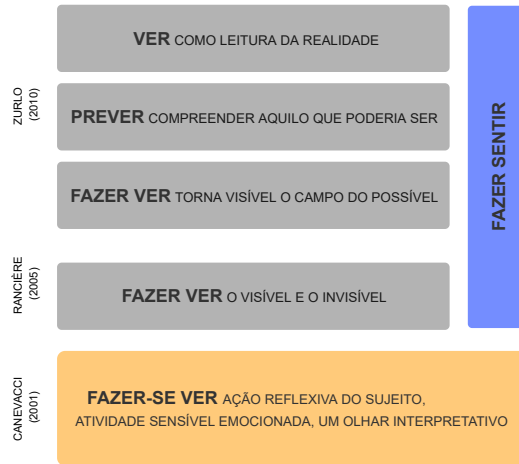 VER COMO LEITURA DA REALIDADE
ZURLO
(2010)
PREVER COMPREENDER AQUILO QUE PODERIA SER
FAZER VER TORNA VISÍVEL O CAMPO DO POSSÍVEL
FAZER SENTIR
RANCIÈRE
(2005)
FAZER VER O VISÍVEL E O INVISÍVEL
CANEVACCI
(2001)
FAZER-SE VER AÇÃO REFLEXIVA DO SUJEITO,
ATIVIDADE SENSÍVEL EMOCIONADA, UM OLHAR INTERPRETATIVO